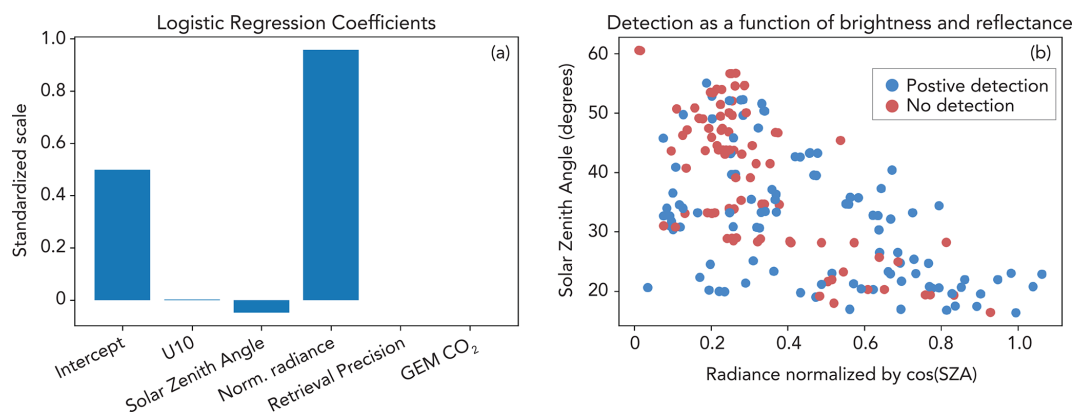 Logistic Regression Coefficients
(a)
Standardized scale
1.0
0.8
0.6
0.4
0.2
0
Intercept
U10
Solar Zenith Angle
Norm. radiance
Retrieval Precision
GEM CO₂
Detection as a function of brightness and reflectance
(b)
Postive detection
No detection
Solar Zenith Angle (degrees)
60
50
40
30
20
0 0.2 0.4 0.6 0.8 1.0
Radiance normalized by cos(SZA)